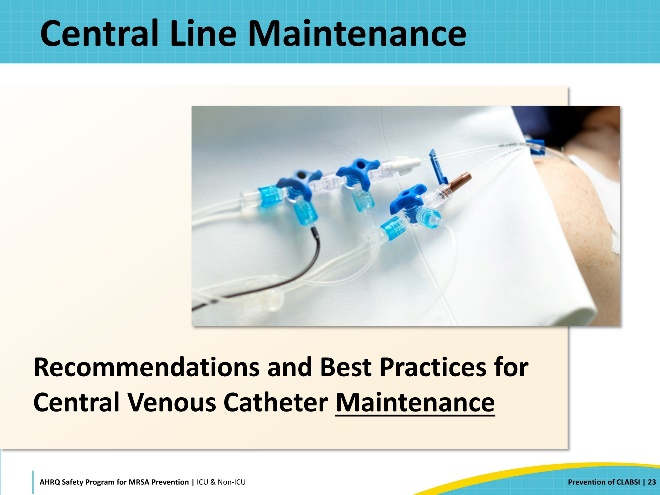 Central Line Maintenance
Recommendations and Best Practices for
Central Venous Catheter Maintenance
AHRQ Safety Program for MRSA Prevention | ICU & Non-ICU
Prevention of CLABSI | 23